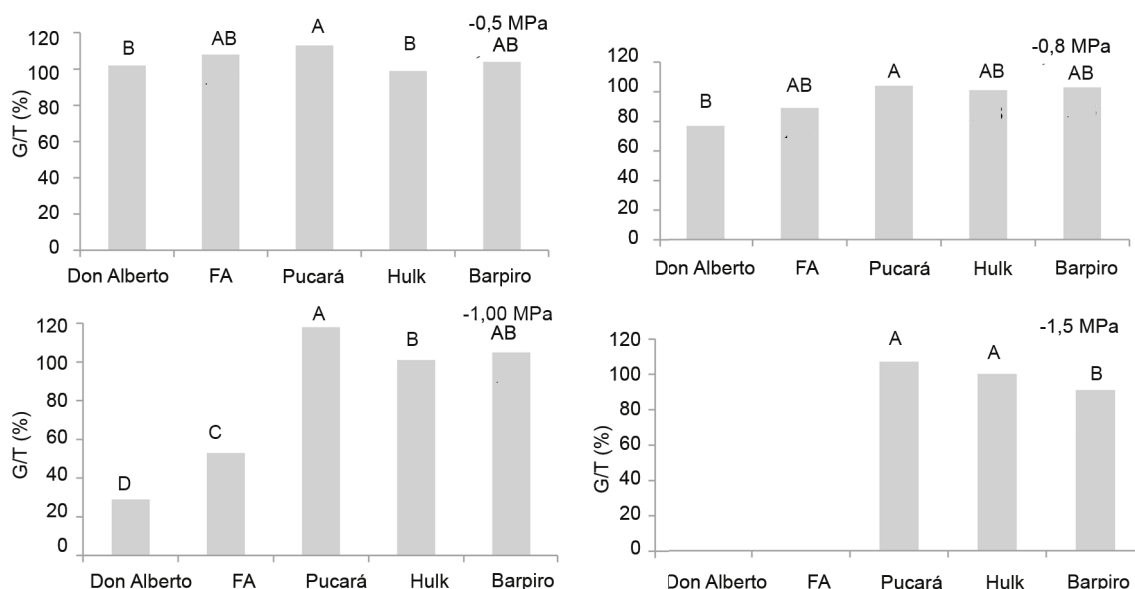 -0,5 MPa
B
AB
A
B
AB
120
100
80
60
40
20
0
G/T (%)
Don Alberto
FA
Pucará
Hulk
Barpiro
-0,8 MPa
B
AB
A
AB
AB
120
100
80
60
40
20
0
G/T (%)
Don Alberto
FA
Pucará
Hulk
Barpiro
-1,00 MPa
D
C
A
B
AB
120
100
80
60
40
20
0
G/T (%)
Don Alberto
FA
Pucará
Hulk
Barpiro
-1,5 MPa
A
A
B
120
100
80
60
40
20
0
G/T (%)
Don Alberto
FA
Pucará
Hulk
Barpiro